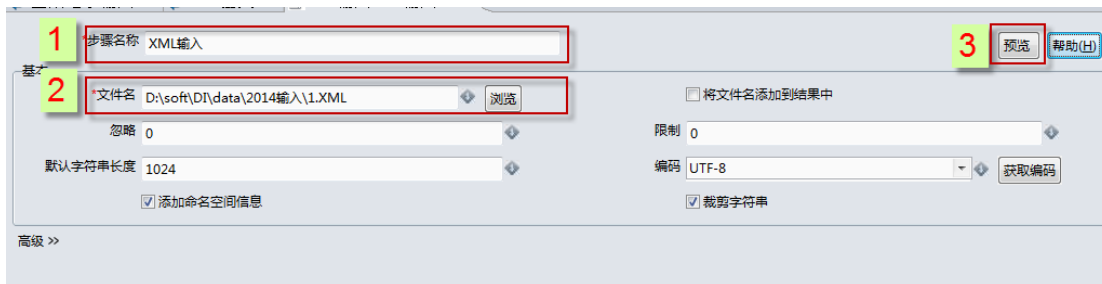 1 *步骤名称 XML输入 3 预览 帮助(H)
基本
2 *文件名 D:\soft\DI\data\2014输入\1.XML 浏览 将文件名添加到结果中
忽略 0 限制 0
默认字符串长度 1024 编码 UTF-8 获取编码
添加命名空间信息 裁剪字符串
高级 >>